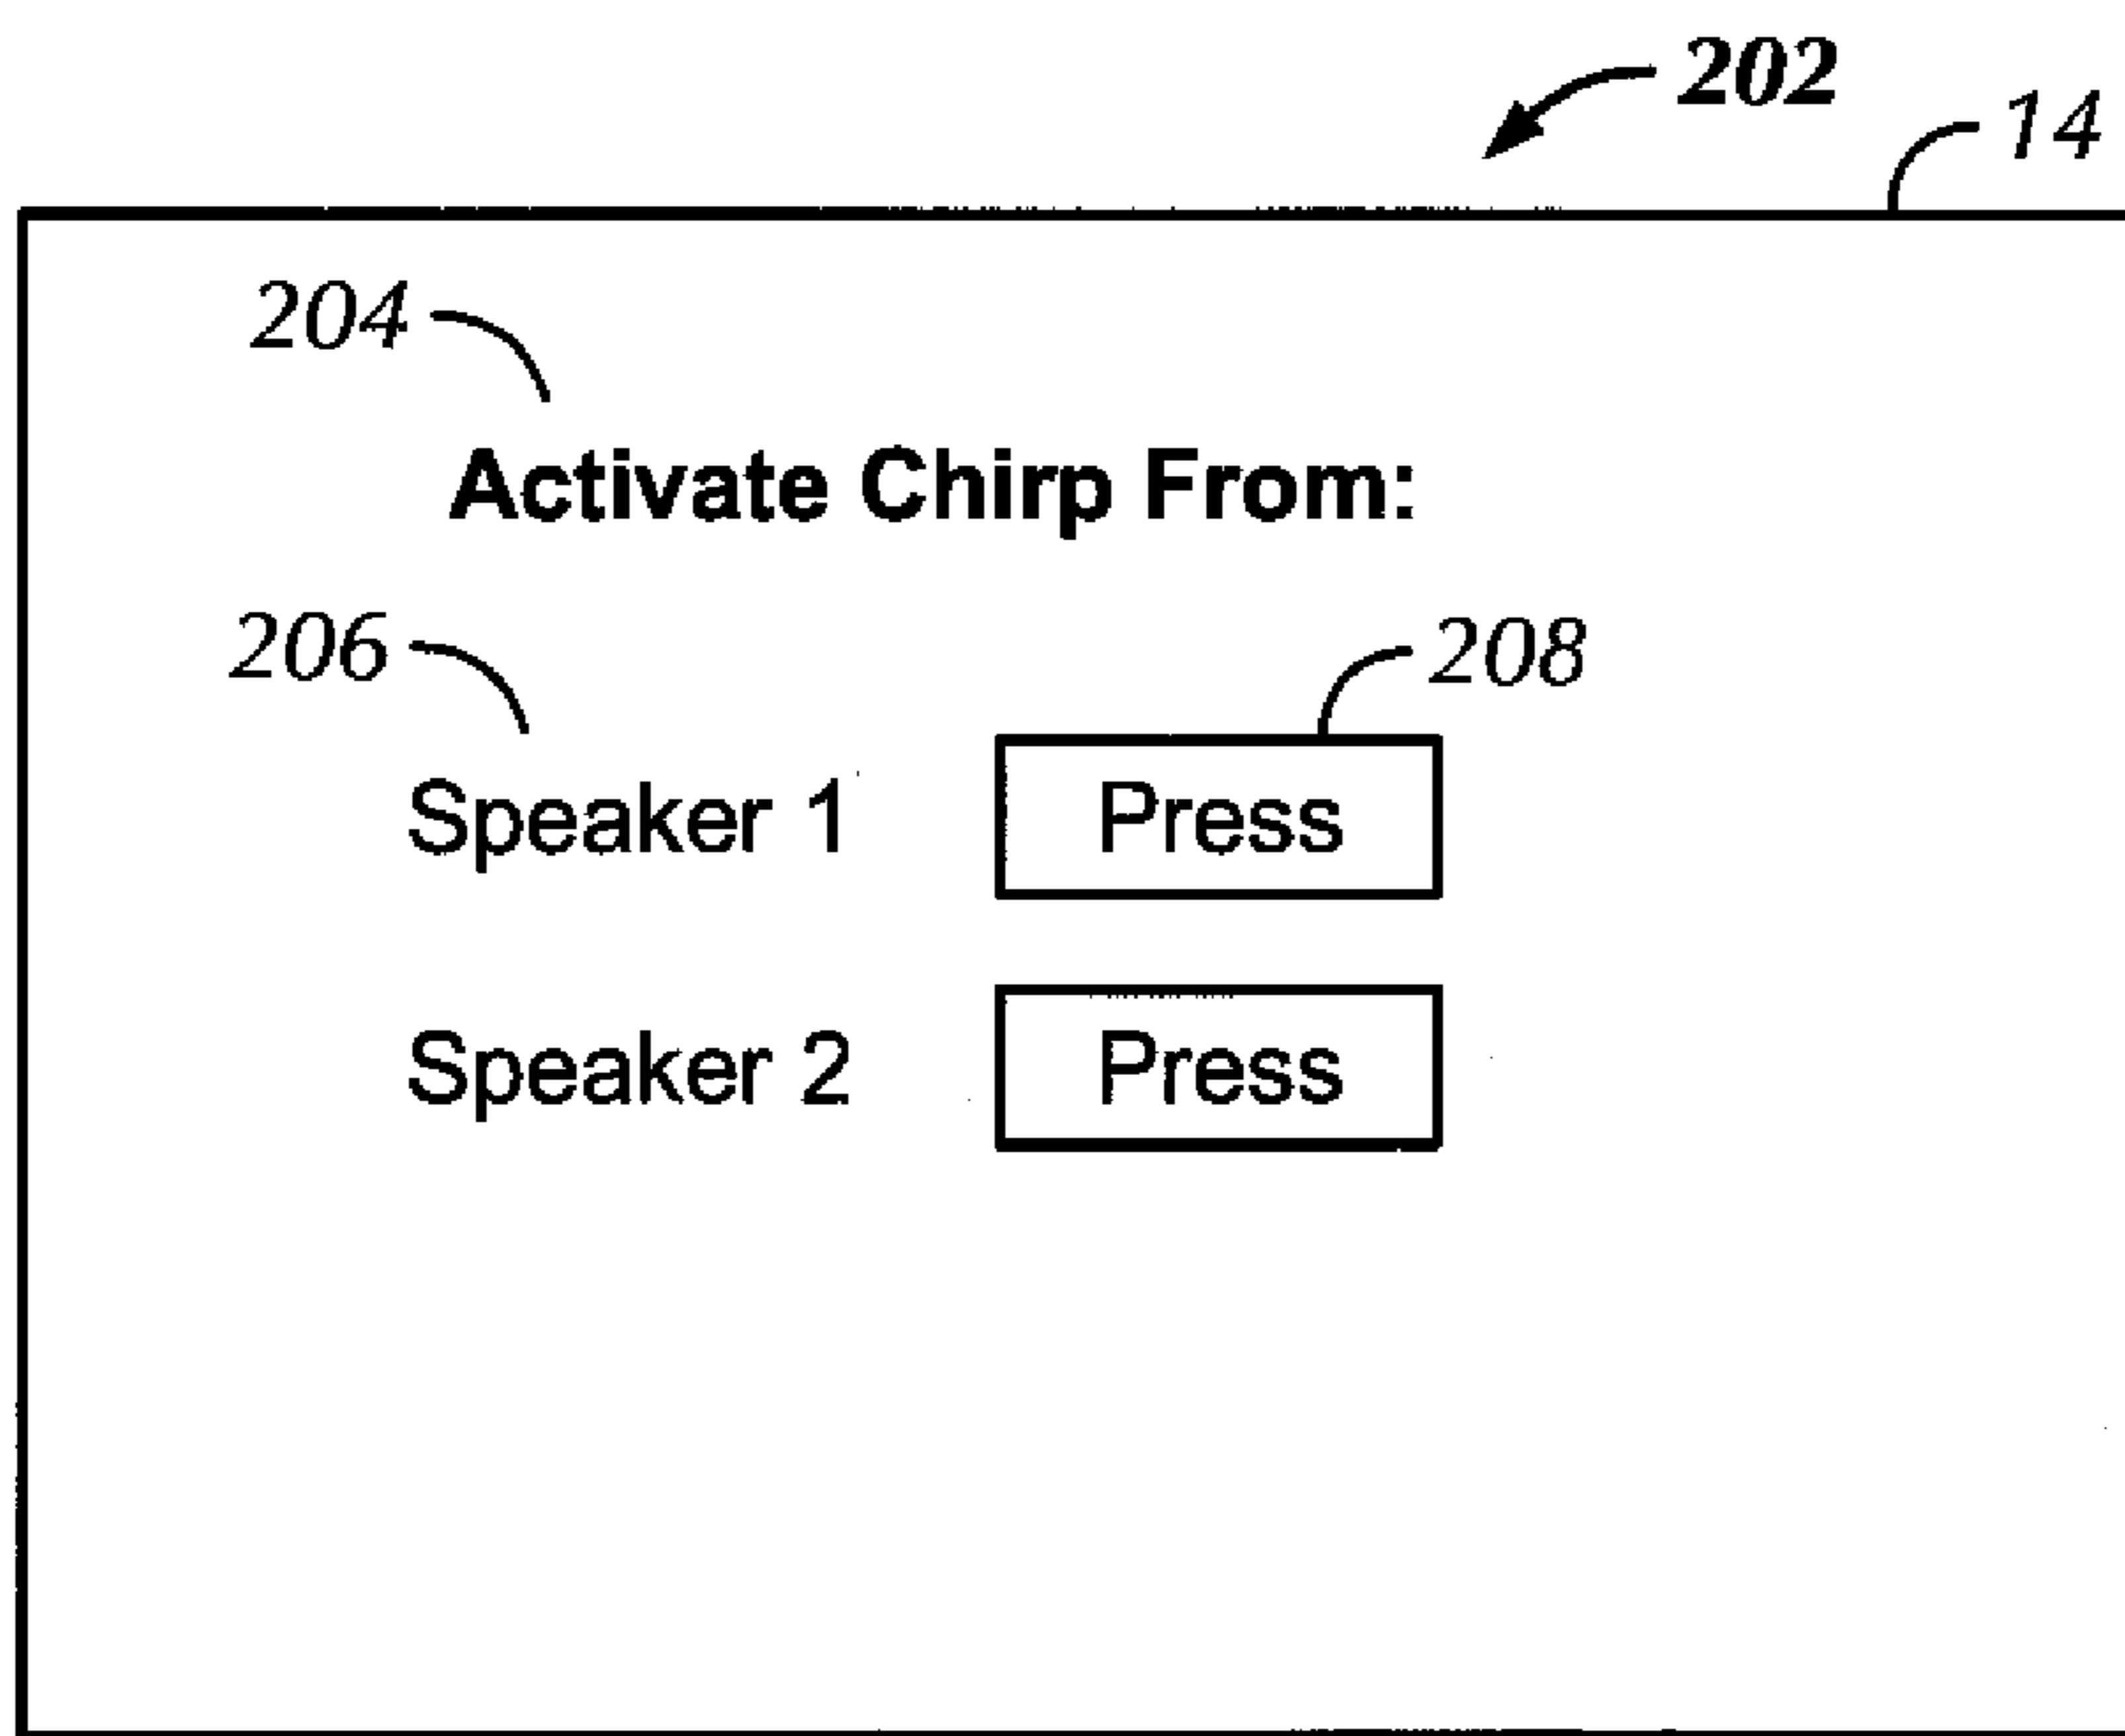 202
14
204
Activate Chirp From:
206
208
Speaker 1 Press
Speaker 2 Press